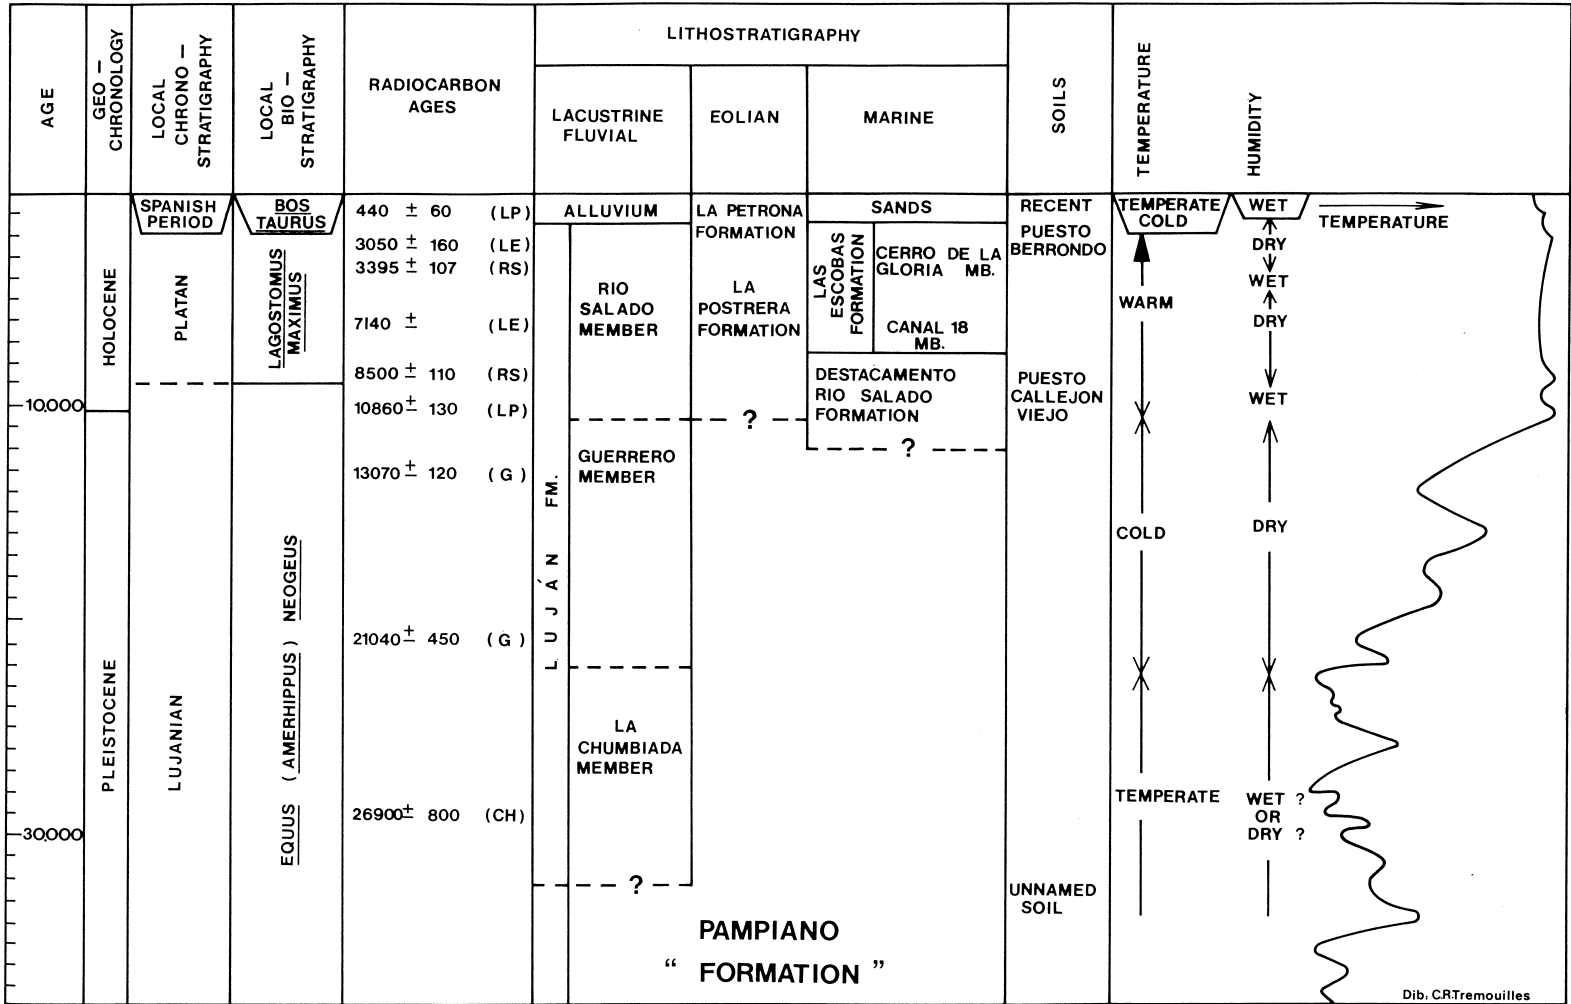 AGE
GEO – CHRONOLOGY
LOCAL CHRONO – STRATIGRAPHY
LOCAL BIO – STRATIGRAPHY
RADIOCARBON
AGES
LITHOSTRATIGRAPHY
LACUSTRINE
FLUVIAL
EOLIAN
MARINE
SOILS
TEMPERATURE
HUMIDITY
10,000
30,000
HOLOCENE
PLEISTOCENE
SPANISH
PERIOD
PLATAN
LUJANIAN
BOS
TAURUS
LAGOSTOMUS
MAXIMUS
EQUUS (AMERHIPPUS) NEOGEUS
440 ± 60 (LP)
3050 ± 160 (LE)
3395 ± 107 (RS)
7140 ± (LE)
8500 ± 110 (RS)
10860 ± 130 (LP)
13070 ± 120 (G)
21040 ± 450 (G)
26900 ± 800 (CH)
LUJÁN FM.
ALLUVIUM
RIO
SALADO
MEMBER
GUERRERO
MEMBER
LA
CHUMBIADA
MEMBER
?
LA PETRONA
FORMATION
LA
POSTRERA
FORMATION
?
SANDS
LAS
ESCOBAS
FORMATION
CERRO DE LA
GLORIA MB.
CANAL 18
MB.
DESTACAMENTO
RIO SALADO
FORMATION
?
PAMPIANO
“ FORMATION ”
RECENT
PUESTO
BERRONDO
PUESTO
CALLEJON
VIEJO
UNNAMED
SOIL
TEMPERATE
COLD
WARM
COLD
TEMPERATE
WET
DRY
WET
DRY
WET
DRY
WET ?
OR
DRY ?
TEMPERATURE
Dib: C.R.Tremouilles